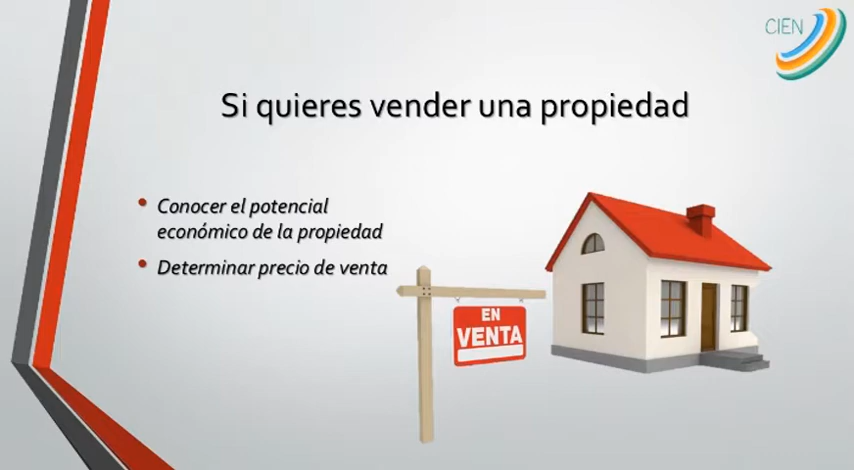 CIEN
Si quieres vender una propiedad
• Conocer el potencial
económico de la propiedad
• Determinar precio de venta
EN
VENTA